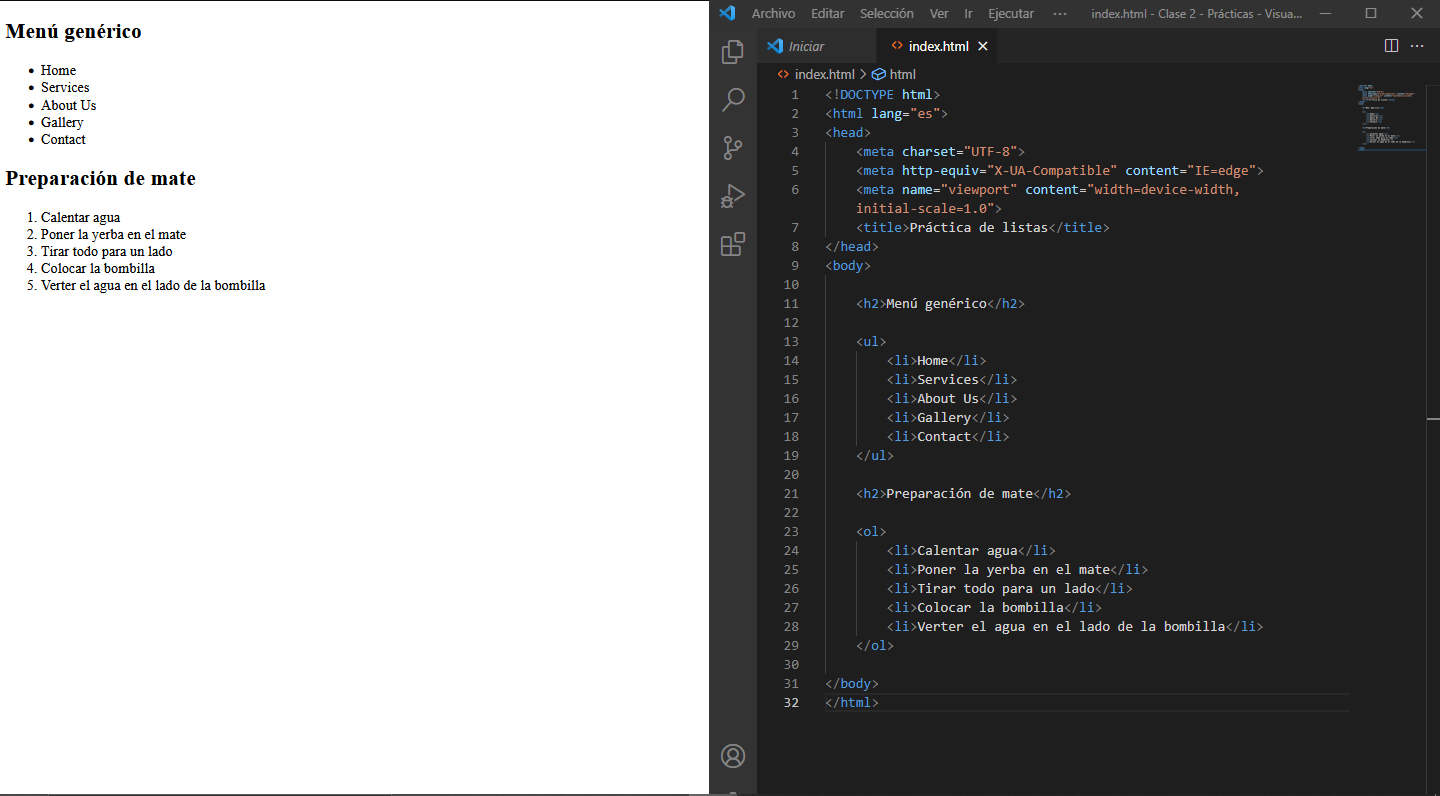 Menú genérico
• Home
• Services
• About Us
• Gallery
• Contact
Preparación de mate
1. Calentar agua
2. Poner la yerba en el mate
3. Tirar todo para un lado
4. Colocar la bombilla
5. Verter el agua en el lado de la bombilla
Archivo Editar Selección Ver Ir Ejecutar ··· index.html - Clase 2 - Prácticas - Visua...
Iniciar index.html
index.html > html
1 <!DOCTYPE html>
2 <html lang="es">
3 <head>
4 <meta charset="UTF-8">
5 <meta http-equiv="X-UA-Compatible" content="IE=edge">
6 <meta name="viewport" content="width=device-width,
initial-scale=1.0">
7 <title>Práctica de listas</title>
8 </head>
9 <body>
10
11 <h2>Menú genérico</h2>
12
13 <ul>
14 <li>Home</li>
15 <li>Services</li>
16 <li>About Us</li>
17 <li>Gallery</li>
18 <li>Contact</li>
19 </ul>
20
21 <h2>Preparación de mate</h2>
22
23 <ol>
24 <li>Calentar agua</li>
25 <li>Poner la yerba en el mate</li>
26 <li>Tirar todo para un lado</li>
27 <li>Colocar la bombilla</li>
28 <li>Verter el agua en el lado de la bombilla</li>
29 </ol>
30
31 </body>
32 </html>